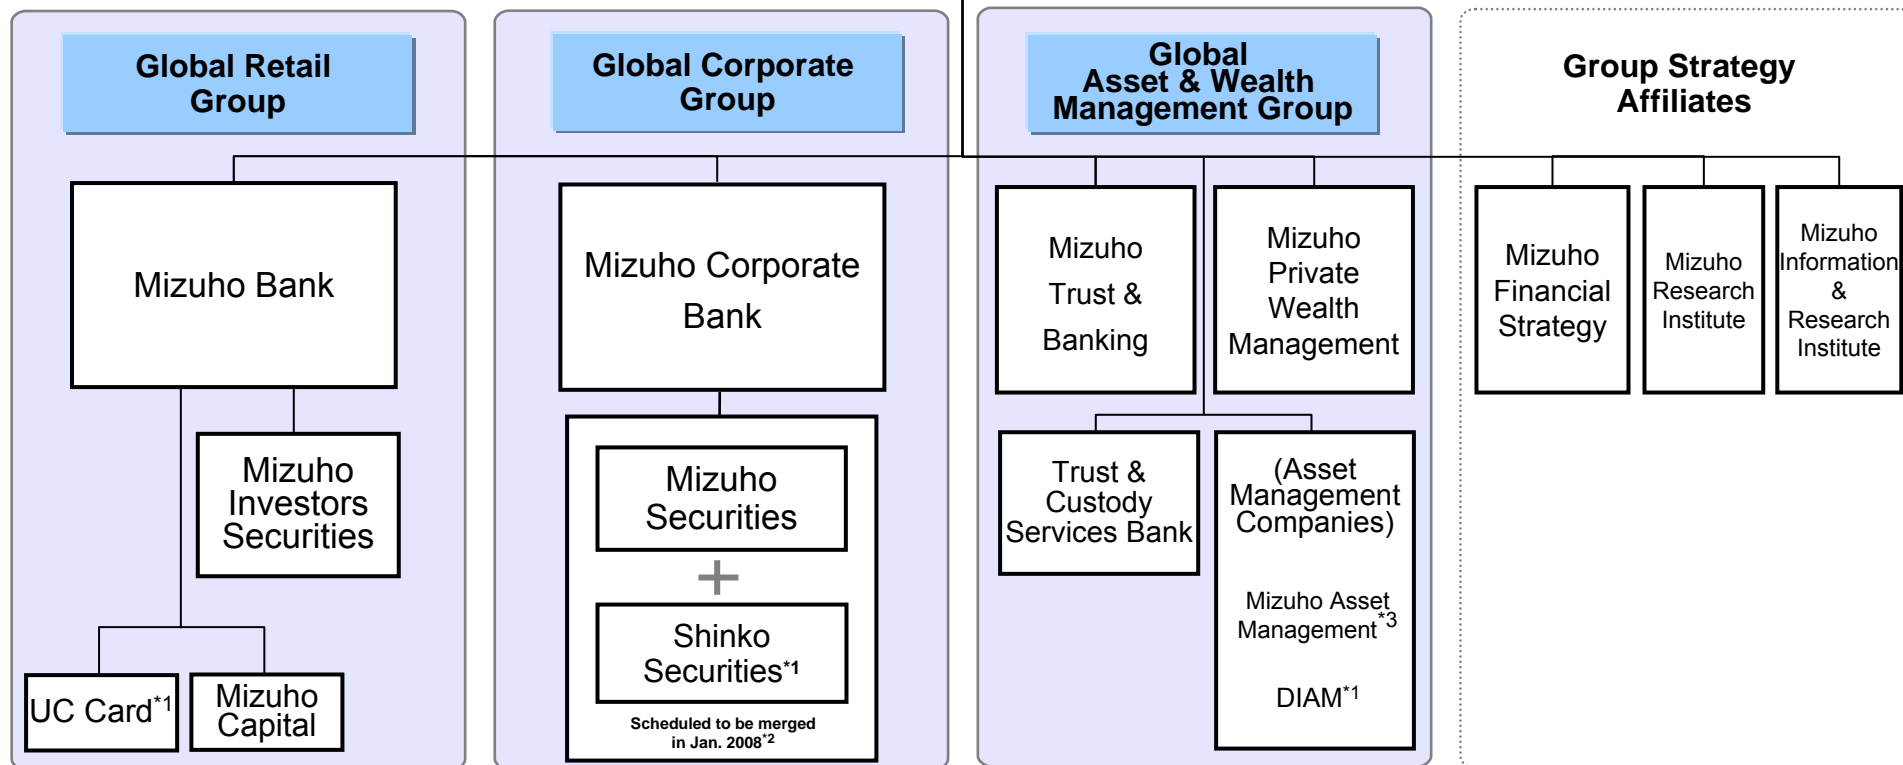 Global Retail
Group
Mizuho Bank
Mizuho
Investors
Securities
UC Card*1
Mizuho
Capital
Global Corporate
Group
Mizuho Corporate
Bank
Mizuho
Securities
+
Shinko
Securities*1
Scheduled to be merged
in Jan. 2008*2
Global
Asset & Wealth
Management Group
Mizuho
Trust &
Banking
Mizuho
Private
Wealth
Management
Trust &
Custody
Services Bank
(Asset
Management
Companies)
Mizuho Asset
Management*3
DIAM*1
Group Strategy
Affiliates
Mizuho
Financial
Strategy
Mizuho
Research
Institute
Mizuho
Information
&
Research
Institute